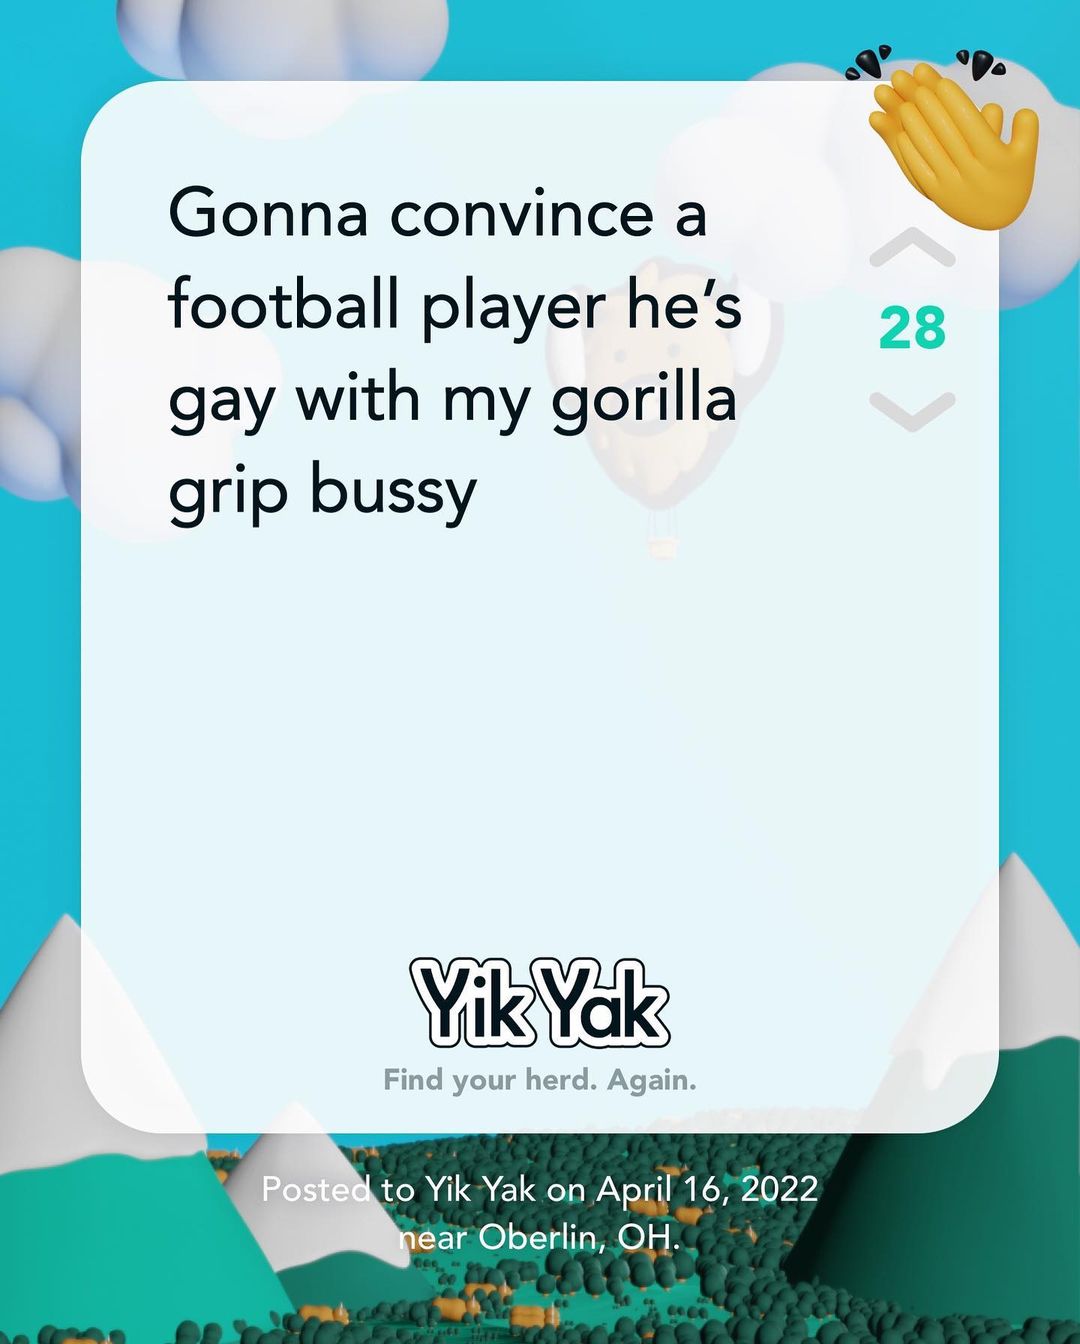 Gonna convince a
football player he’s
gay with my gorilla
grip bussy
28
Yik Yak
Find your herd. Again.
Posted to Yik Yak on April 16, 2022
near Oberlin, OH.